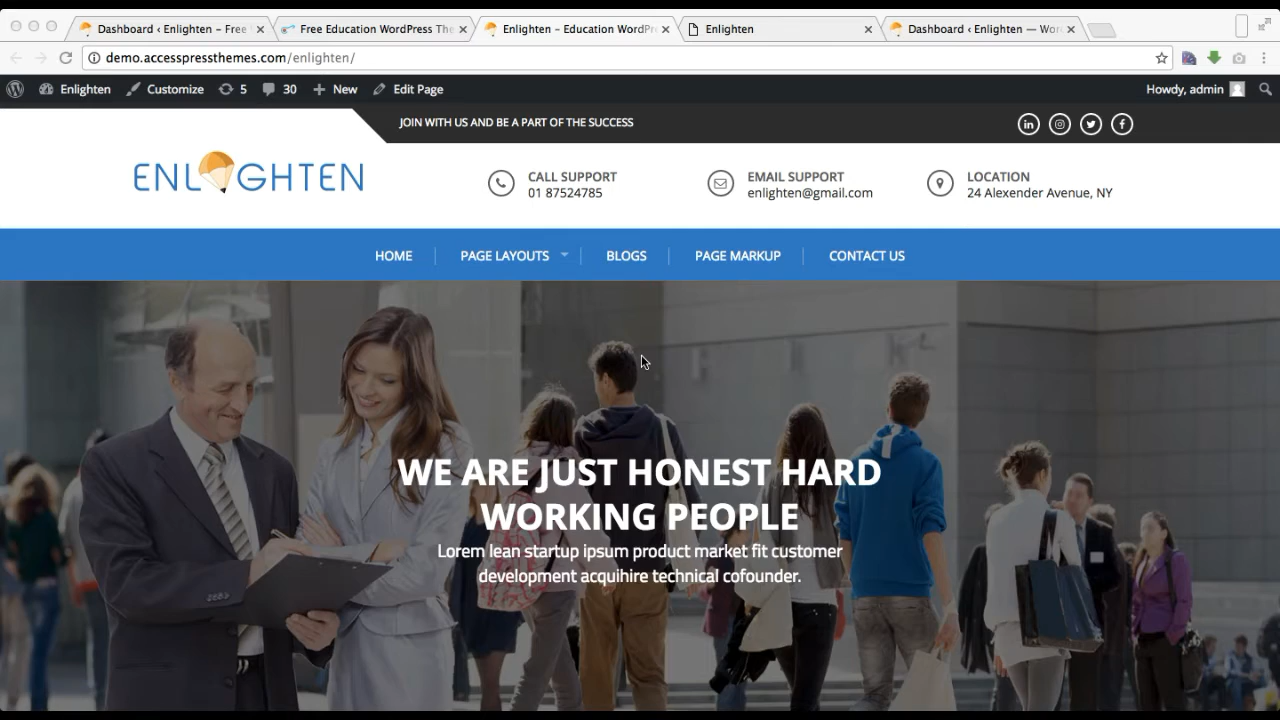 Dashboard ‹ Enlighten – Free
Free Education WordPress The
Enlighten – Education WordPr
Enlighten
Dashboard ‹ Enlighten — Wor
demo.accesspressthemes.com/enlighten/
Enlighten
Customize
5
30
New
Edit Page
Howdy, admin
JOIN WITH US AND BE A PART OF THE SUCCESS
ENLIGHTEN
CALL SUPPORT
01 87524785
EMAIL SUPPORT
enlighten@gmail.com
LOCATION
24 Alexender Avenue, NY
HOME
PAGE LAYOUTS
BLOGS
PAGE MARKUP
CONTACT US
WE ARE JUST HONEST HARD
WORKING PEOPLE
Lorem lean startup ipsum product market fit customer
development acquihire technical cofounder.